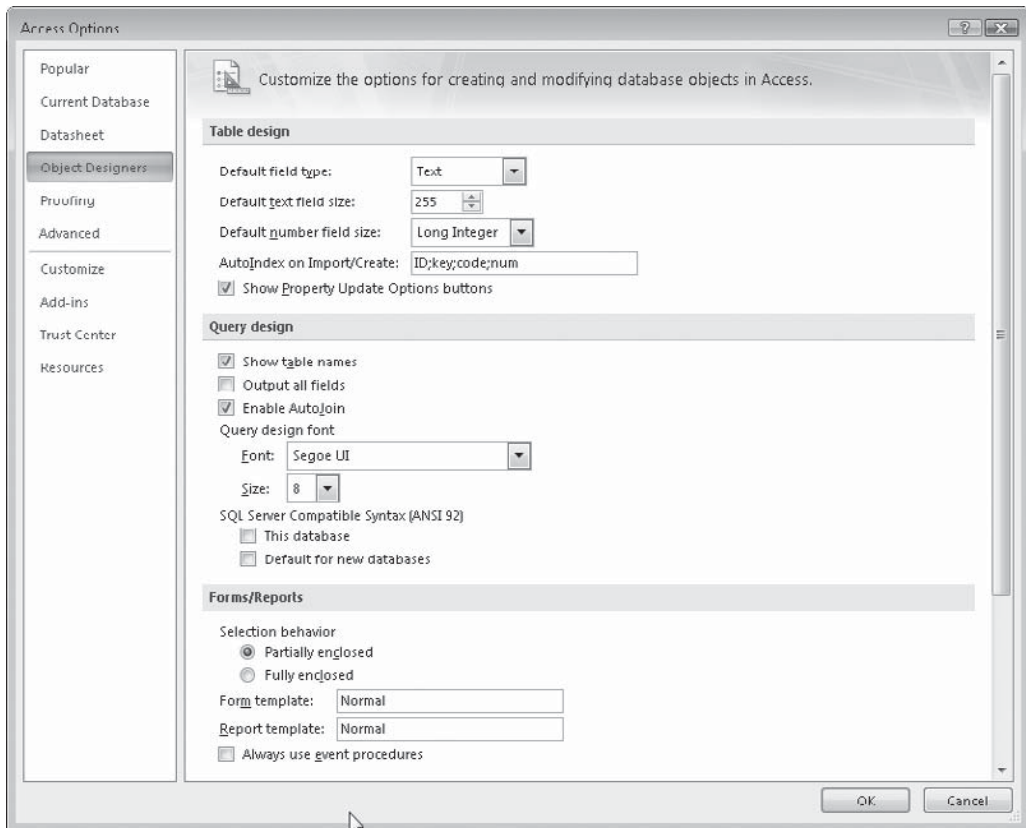 Access Options
Popular
Current Database
Datasheet
Object Designers
Proofing
Advanced
Customize
Add-ins
Trust Center
Resources
Customize the options for creating and modifying database objects in Access.
Table design
Default field type: Text
Default text field size: 255
Default number field size: Long Integer
AutoIndex on Import/Create: ID;key;code;num
Show Property Update Options buttons
Query design
Show table names
Output all fields
Enable AutoJoin
Query design font
Font: Segoe UI
Size: 8
SQL Server Compatible Syntax (ANSI 92)
This database
Default for new databases
Forms/Reports
Selection behavior
Partially enclosed
Fully enclosed
Form template: Normal
Report template: Normal
Always use event procedures
OK Cancel